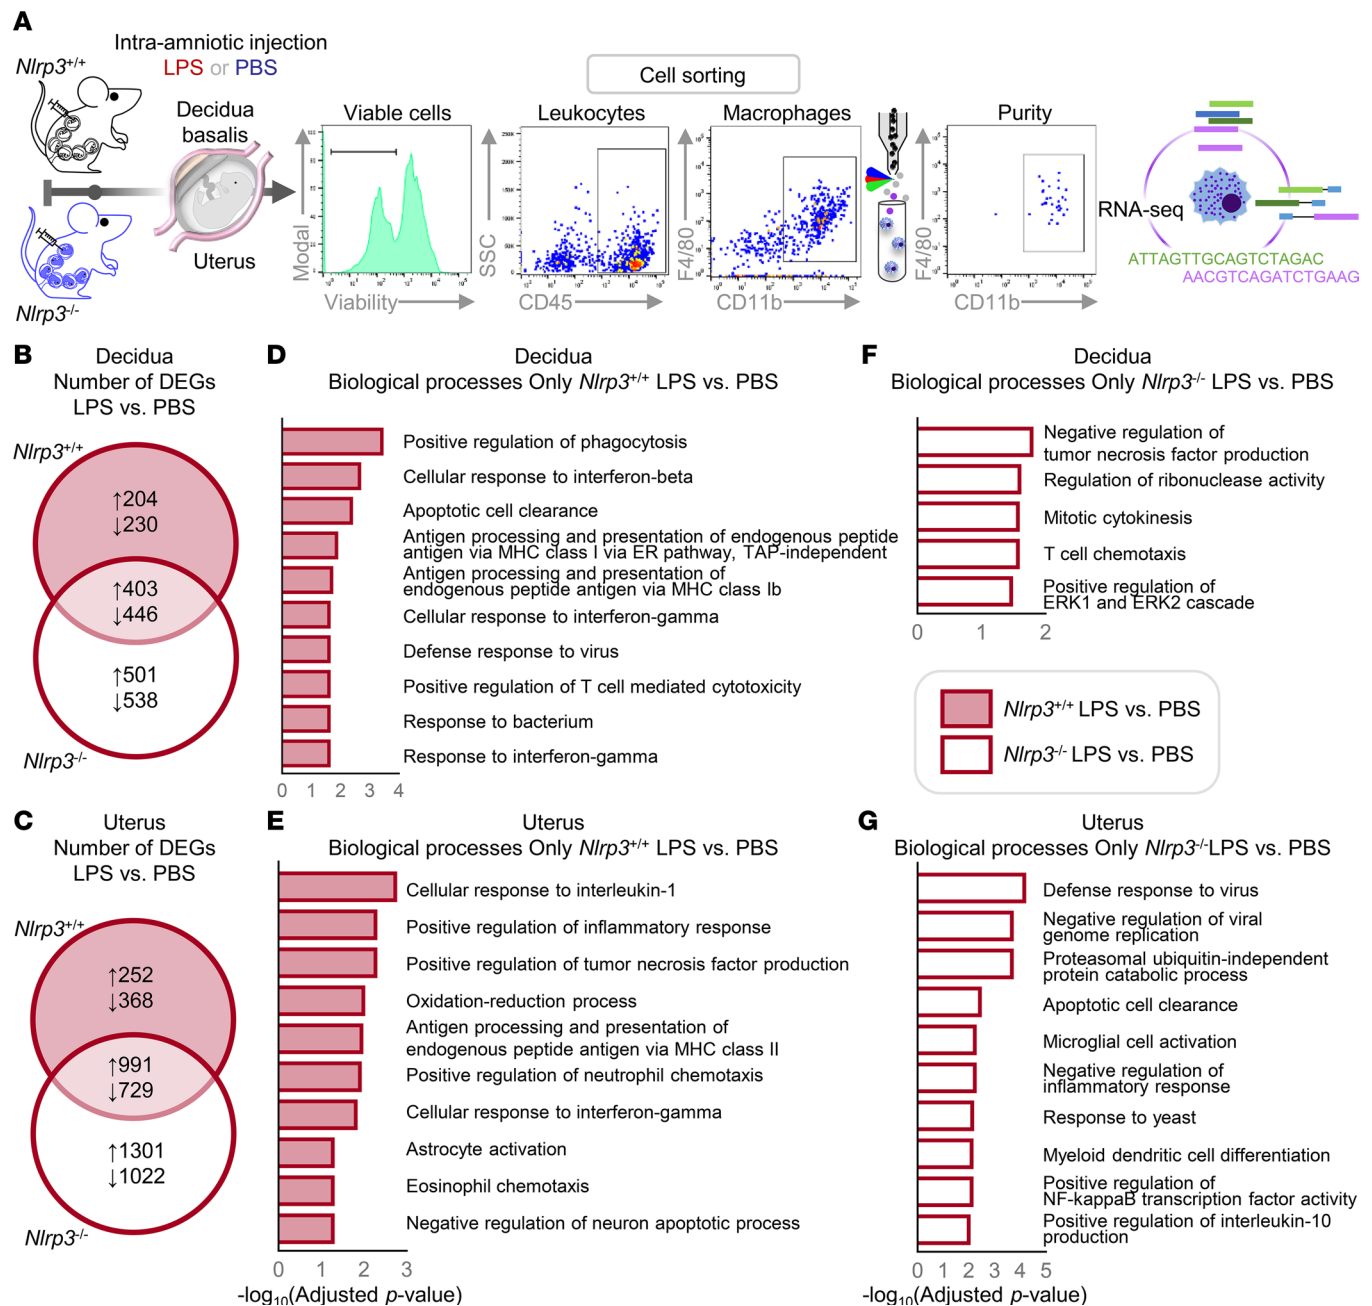 A
Intra-amniotic injection
LPS or PBS
Nlrp3+/+
Nlrp3-/-
Decidua
basalis
Uterus
Cell sorting
Viable cells
Modal
Viability
Leukocytes
SSC
CD45
Macrophages
F4/80
CD11b
Purity
F4/80
CD11b
RNA-seq
ATTAGTTGCAGTCTAGAC
AACGTCAGATCTGAAG
B
Decidua
Number of DEGs
LPS vs. PBS
Nlrp3+/+
↑204
↓230
↑403
↓446
↑501
↓538
Nlrp3-/-
D
Decidua
Biological processes Only Nlrp3+/+ LPS vs. PBS
Positive regulation of phagocytosis
Cellular response to interferon-beta
Apoptotic cell clearance
Antigen processing and presentation of endogenous peptide
antigen via MHC class I via ER pathway, TAP-independent
Antigen processing and presentation of
endogenous peptide antigen via MHC class Ib
Cellular response to interferon-gamma
Defense response to virus
Positive regulation of T cell mediated cytotoxicity
Response to bacterium
Response to interferon-gamma
0 1 2 3 4
F
Decidua
Biological processes Only Nlrp3-/- LPS vs. PBS
Negative regulation of
tumor necrosis factor production
Regulation of ribonuclease activity
Mitotic cytokinesis
T cell chemotaxis
Positive regulation of
ERK1 and ERK2 cascade
0 1 2
Nlrp3+/+ LPS vs. PBS
Nlrp3-/- LPS vs. PBS
C
Uterus
Number of DEGs
LPS vs. PBS
Nlrp3+/+
↑252
↓368
↑991
↓729
↑1301
↓1022
Nlrp3-/-
E
Uterus
Biological processes Only Nlrp3+/+ LPS vs. PBS
Cellular response to interleukin-1
Positive regulation of inflammatory response
Positive regulation of tumor necrosis factor production
Oxidation-reduction process
Antigen processing and presentation of
endogenous peptide antigen via MHC class II
Positive regulation of neutrophil chemotaxis
Cellular response to interferon-gamma
Astrocyte activation
Eosinophil chemotaxis
Negative regulation of neuron apoptotic process
0 1 2 3
-log10(Adjusted p-value)
G
Uterus
Biological processes Only Nlrp3-/-LPS vs. PBS
Defense response to virus
Negative regulation of viral
genome replication
Proteasomal ubiquitin-independent
protein catabolic process
Apoptotic cell clearance
Microglial cell activation
Negative regulation of
inflammatory response
Response to yeast
Myeloid dendritic cell differentiation
Positive regulation of
NF-kappaB transcription factor activity
Positive regulation of interleukin-10
production
0 1 2 3 4 5
-log10(Adjusted p-value)